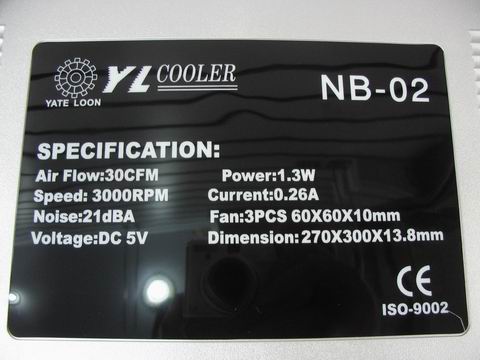 YL COOLER
YATE LOON
NB-02
SPECIFICATION:
Air Flow:30CFM Power:1.3W
Speed: 3000RPM Current:0.26A
Noise:21dBA Fan:3PCS 60X60X10mm
Voltage:DC 5V Dimension:270X300X13.8mm
CE
ISO-9002